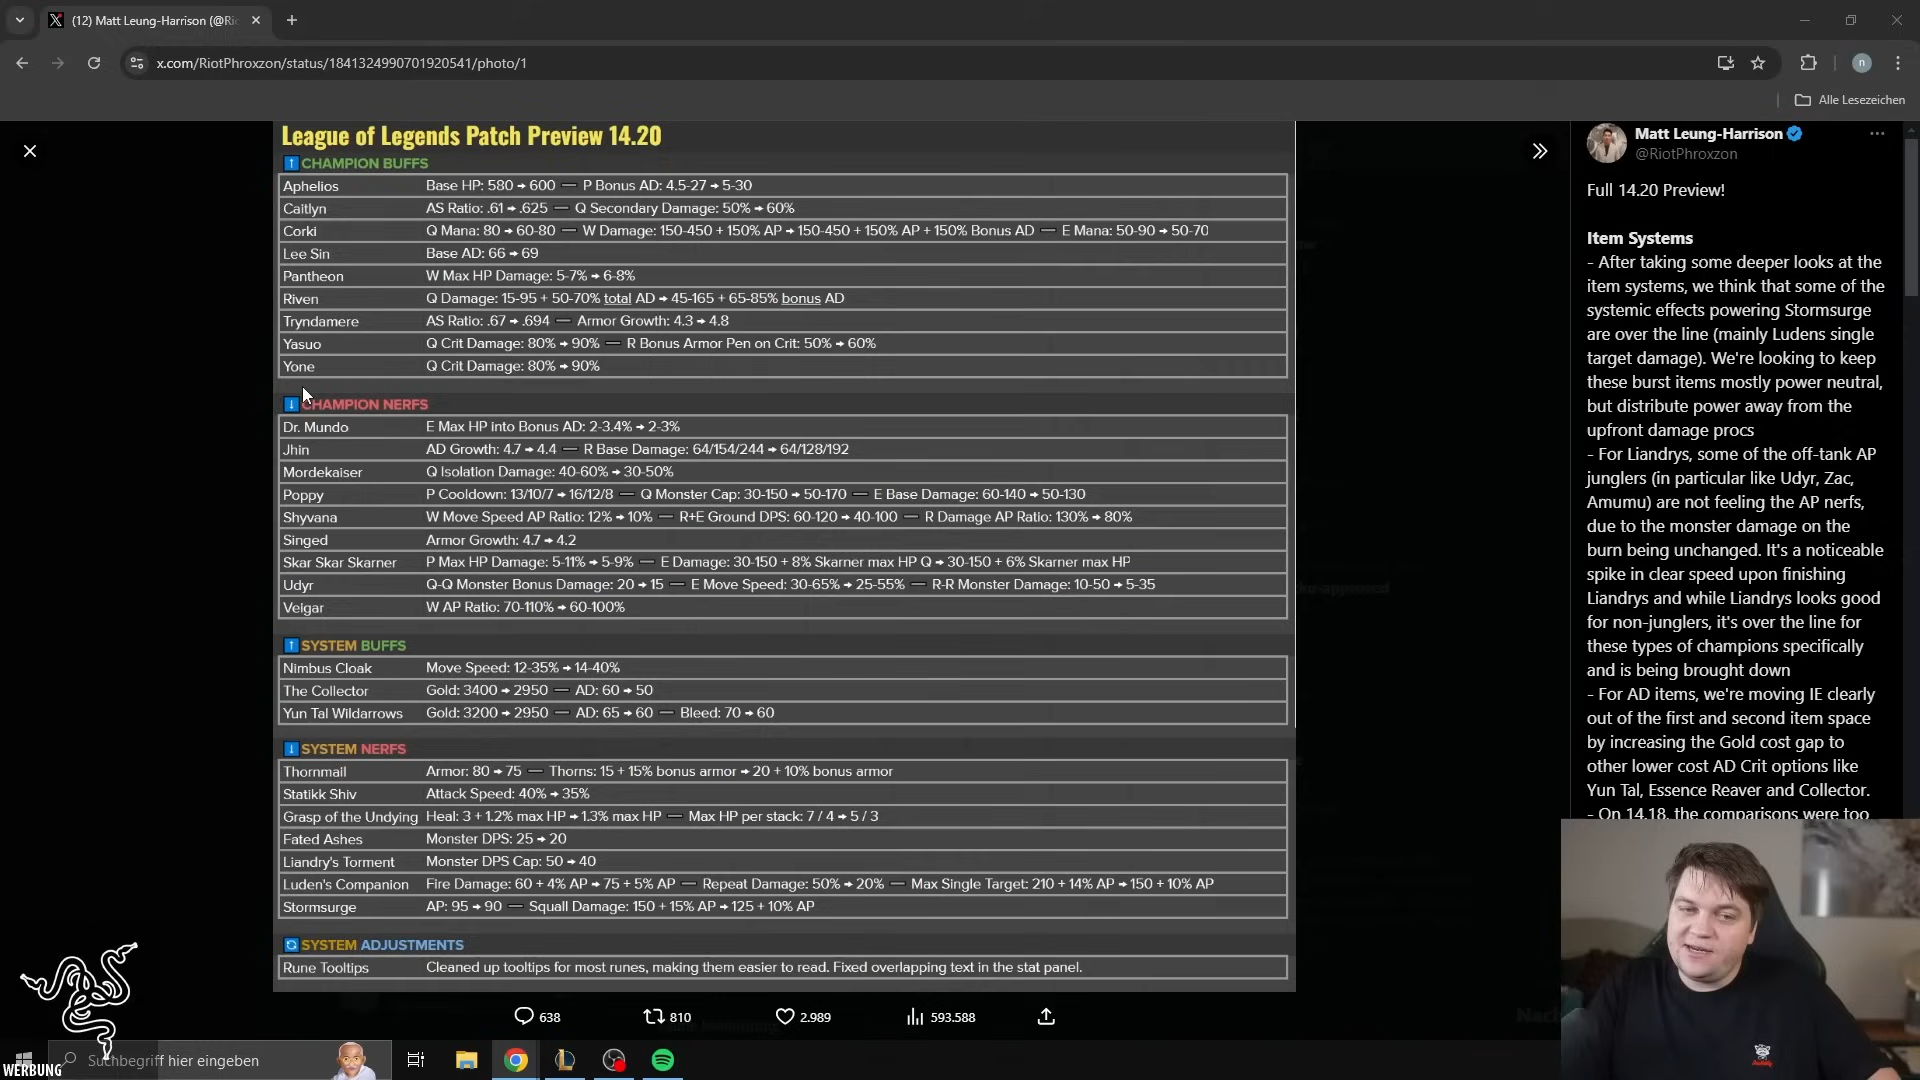 (12) Matt Leung-Harrison (@Ri
x.com/RiotPhroxzon/status/1841324990701920541/photo/1
n
Alle Lesezeichen
League of Legends Patch Preview 14.20
CHAMPION BUFFS
Aphelios Base HP: 580 → 600 — P Bonus AD: 4.5-27 → 5-30
Caitlyn AS Ratio: .61 → .625 — Q Secondary Damage: 50% → 60%
Corki Q Mana: 80 → 60-80 — W Damage: 150-450 + 150% AP → 150-450 + 150% AP + 150% Bonus AD — E Mana: 50-90 → 50-70
Lee Sin Base AD: 66 → 69
Pantheon W Max HP Damage: 5-7% → 6-8%
Riven Q Damage: 15-95 + 50-70% total AD → 45-165 + 65-85% bonus AD
Tryndamere AS Ratio: .67 → .694 — Armor Growth: 4.3 → 4.8
Yasuo Q Crit Damage: 80% → 90% — R Bonus Armor Pen on Crit: 50% → 60%
Yone Q Crit Damage: 80% → 90%
CHAMPION NERFS
Dr. Mundo E Max HP into Bonus AD: 2-3.4% → 2-3%
Jhin AD Growth: 4.7 → 4.4 — R Base Damage: 64/154/244 → 64/128/192
Mordekaiser Q Isolation Damage: 40-60% → 30-50%
Poppy P Cooldown: 13/10/7 → 16/12/8 — Q Monster Cap: 30-150 → 50-170 — E Base Damage: 60-140 → 50-130
Shyvana W Move Speed AP Ratio: 12% → 10% — R+E Ground DPS: 60-120 → 40-100 — R Damage AP Ratio: 130% → 80%
Singed Armor Growth: 4.7 → 4.2
Skar Skar Skarner P Max HP Damage: 5-11% → 5-9% — E Damage: 30-150 + 8% Skarner max HP Q → 30-150 + 6% Skarner max HP
Udyr Q-Q Monster Bonus Damage: 20 → 15 — E Move Speed: 30-65% → 25-55% — R-R Monster Damage: 10-50 → 5-35
Veigar W AP Ratio: 70-110% → 60-100%
SYSTEM BUFFS
Nimbus Cloak Move Speed: 12-35% → 14-40%
The Collector Gold: 3400 → 2950 — AD: 60 → 50
Yun Tal Wildarrows Gold: 3200 → 2950 — AD: 65 → 60 — Bleed: 70 → 60
SYSTEM NERFS
Thornmail Armor: 80 → 75 — Thorns: 15 + 15% bonus armor → 20 + 10% bonus armor
Statikk Shiv Attack Speed: 40% → 35%
Grasp of the Undying Heal: 3 + 1.2% max HP → 1.3% max HP — Max HP per stack: 7 / 4 → 5 / 3
Fated Ashes Monster DPS: 25 → 20
Liandry's Torment Monster DPS Cap: 50 → 40
Luden's Companion Fire Damage: 60 + 4% AP → 75 + 5% AP — Repeat Damage: 50% → 20% — Max Single Target: 210 + 14% AP → 150 + 10% AP
Stormsurge AP: 95 → 90 — Squall Damage: 150 + 15% AP → 125 + 10% AP
SYSTEM ADJUSTMENTS
Rune Tooltips Cleaned up tooltips for most runes, making them easier to read. Fixed overlapping text in the stat panel.
638 810 2.989 593.588
Matt Leung-Harrison
@RiotPhroxzon
Full 14.20 Preview!
Item Systems
- After taking some deeper looks at the
item systems, we think that some of the
systemic effects powering Stormsurge
are over the line (mainly Ludens single
target damage). We're looking to keep
these burst items mostly power neutral,
but distribute power away from the
upfront damage procs
- For Liandrys, some of the off-tank AP
junglers (in particular like Udyr, Zac,
Amumu) are not feeling the AP nerfs,
due to the monster damage on the
burn being unchanged. It's a noticeable
spike in clear speed upon finishing
Liandrys and while Liandrys looks good
for non-junglers, it's over the line for
these types of champions specifically
and is being brought down
- For AD items, we're moving IE clearly
out of the first and second item space
by increasing the Gold cost gap to
other lower cost AD Crit options like
Yun Tal, Essence Reaver and Collector.
- On 14.18, the comparisons were too
Suchbegriff hier eingeben
WERBUNG